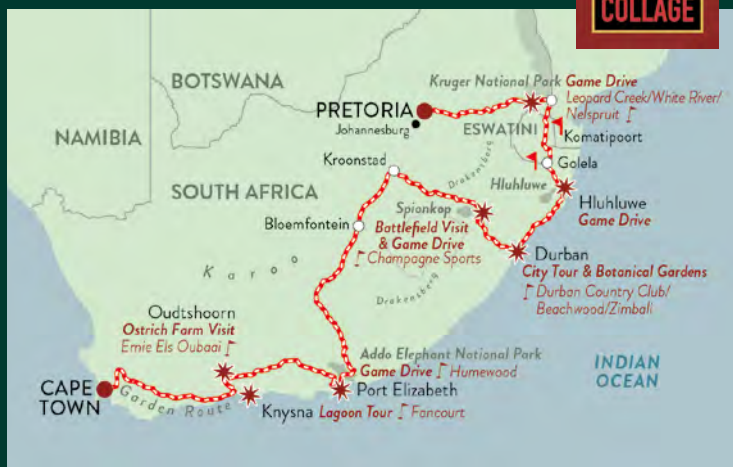 COLLAGE
BOTSWANA
NAMIBIA
SOUTH AFRICA
PRETORIA
Johannesburg
Kruger National Park Game Drive
Leopard Creek/White River/
Nelspruit
ESWATINI
Komatipoort
Golela
Drakensberg
Hluhluwe
Hluhluwe
Game Drive
Kroonstad
Spionkop
Battlefield Visit
& Game Drive
Champagne Sports
Bloemfontein
Durban
City Tour & Botanical Gardens
Durban Country Club/
Beachwood/Zimbali
Karoo
Drakensberg
Oudtshoorn
Ostrich Farm Visit
Ernie Els Oubaai
Addo Elephant National Park
Game Drive Humewood
Port Elizabeth
INDIAN
OCEAN
CAPE
TOWN
Garden Route
Knysna Lagoon Tour Fancourt